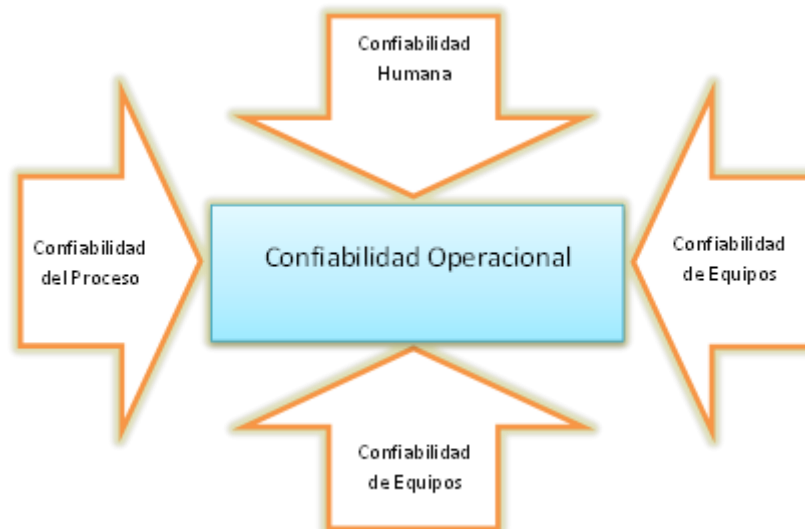 Confiabilidad
Humana
Confiabilidad
del Proceso
Confiabilidad Operacional
Confiabilidad
de Equipos
Confiabilidad
de Equipos